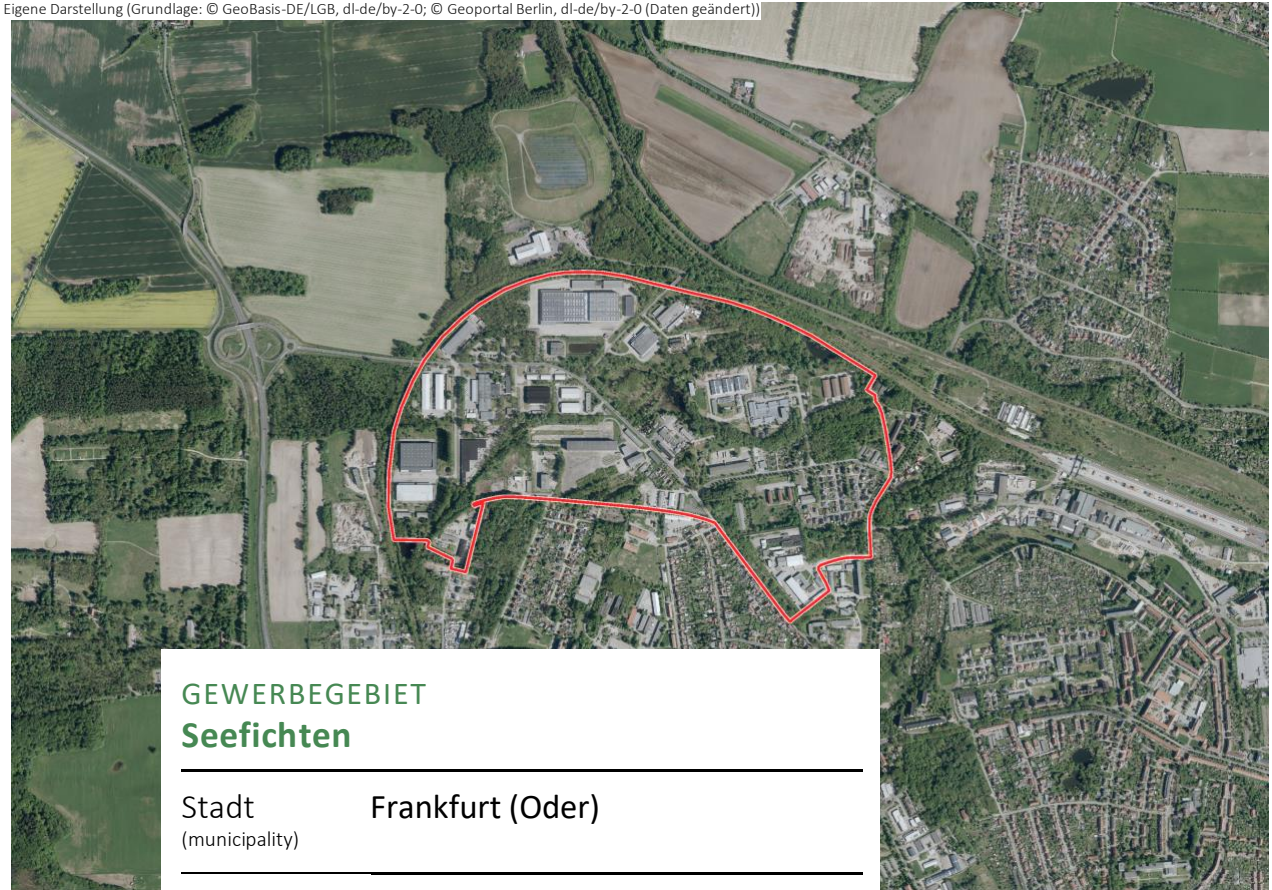 Eigene Darstellung (Grundlage: © GeoBasis-DE/LGB, dl-de/by-2-0; © Geoportal Berlin, dl-de/by-2-0 (Daten geändert))
GEWERBEGEBIET
Seefichten
Stadt Frankfurt (Oder)
(municipality)